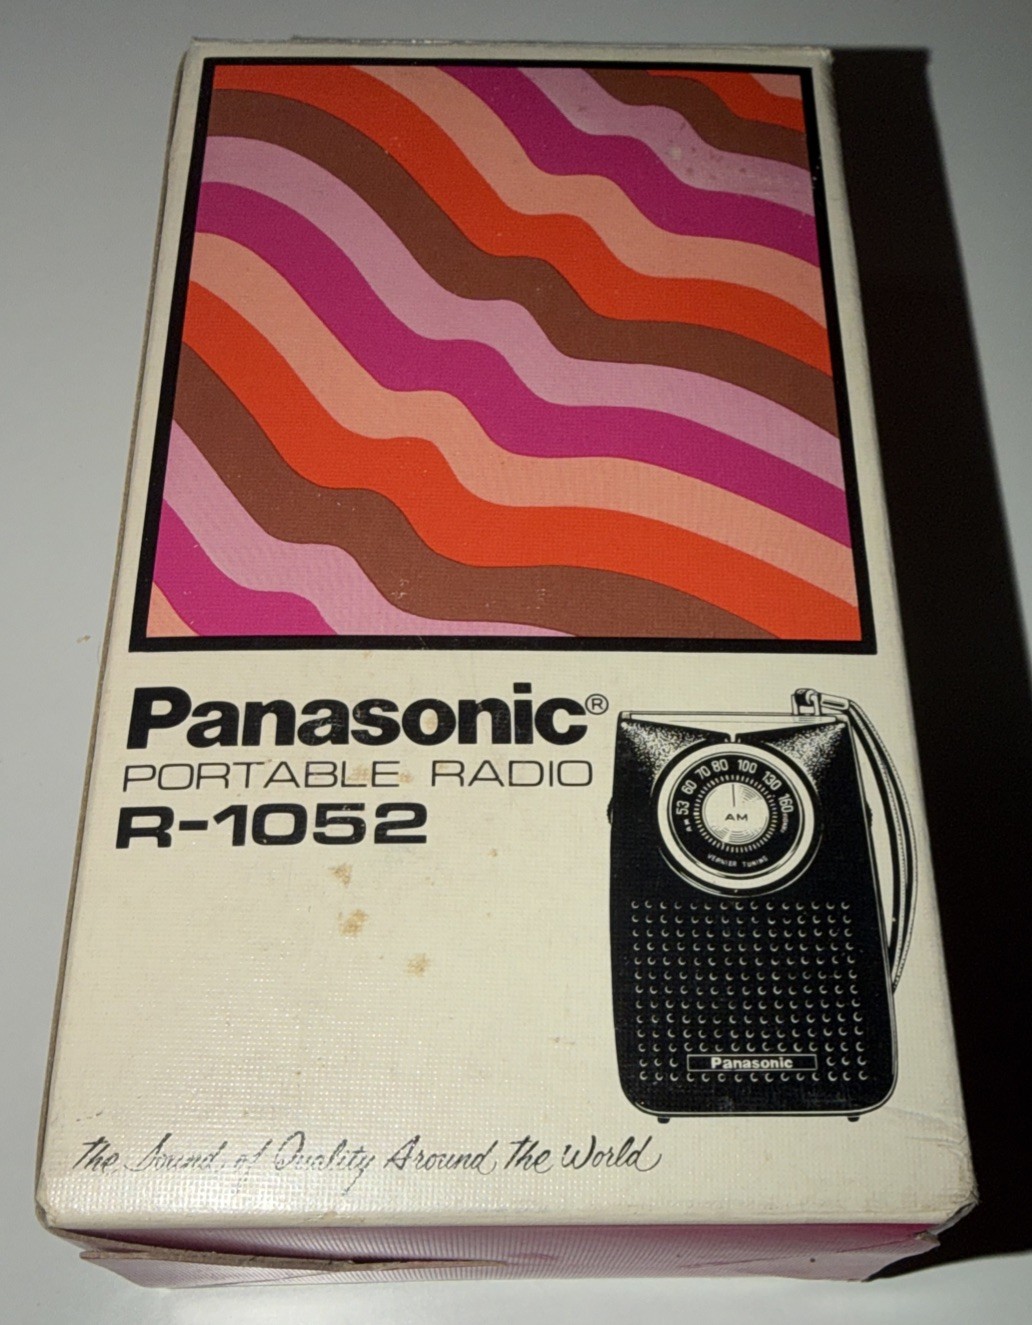 Panasonic®
PORTABLE RADIO
R-1052
53 60 70 80 100 130 160
AM
VERNIER TUNING
Panasonic
The Sound of Quality Around The World